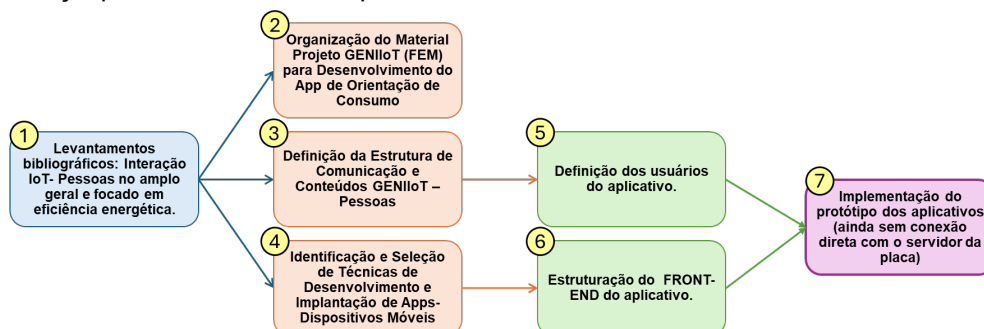 1
Levantamentos
bibliográficos: Interação
IoT- Pessoas no amplo
geral e focado em
eficiência energética.
2
Organização do Material
Projeto GENIIoT (FEM)
para Desenvolvimento do
App de Orientação de
Consumo
3
Definição da Estrutura de
Comunicação e
Conteúdos GENIIoT –
Pessoas
4
Identificação e Seleção
de Técnicas de
Desenvolvimento e
Implantação de Apps-
Dispositivos Móveis
5
Definição dos usuários
do aplicativo.
6
Estruturação do FRONT-
END do aplicativo.
7
Implementação do
protótipo dos aplicativos
(ainda sem conexão
direta com o servidor da
placa)